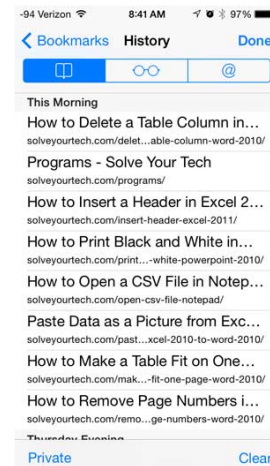 -94 Verizon 8:41 AM 97%
Bookmarks History Done
@
This Morning
How to Delete a Table Column in...
solveyourtech.com/delet...able-column-word-2010/
Programs - Solve Your Tech
solveyourtech.com/programs/
How to Insert a Header in Excel 2...
solveyourtech.com/insert-header-excel-2011/
How to Print Black and White in...
solveyourtech.com/print...-white-powerpoint-2010/
How to Open a CSV File in Notep...
solveyourtech.com/open-csv-file-notepad/
Paste Data as a Picture from Exc...
solveyourtech.com/past...xcel-2010-to-word-2010/
How to Make a Table Fit on One...
solveyourtech.com/mak...-fit-one-page-word-2010/
How to Remove Page Numbers i...
solveyourtech.com/remo...ge-numbers-word-2010/
Thursday Evening
Private Clear